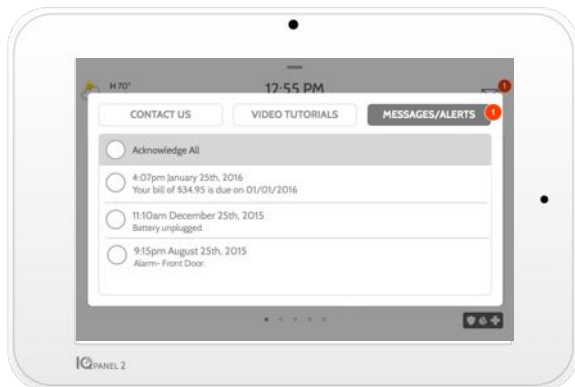 H 70°
12:55 PM
1
CONTACT US
VIDEO TUTORIALS
MESSAGES/ALERTS
1
Acknowledge All
4:07pm January 25th, 2016
Your bill of $34.95 is due on 01/01/2016
11:10am December 25th, 2015
Battery unplugged.
9:15pm August 25th, 2015
Alarm- Front Door.
IQ PANEL 2